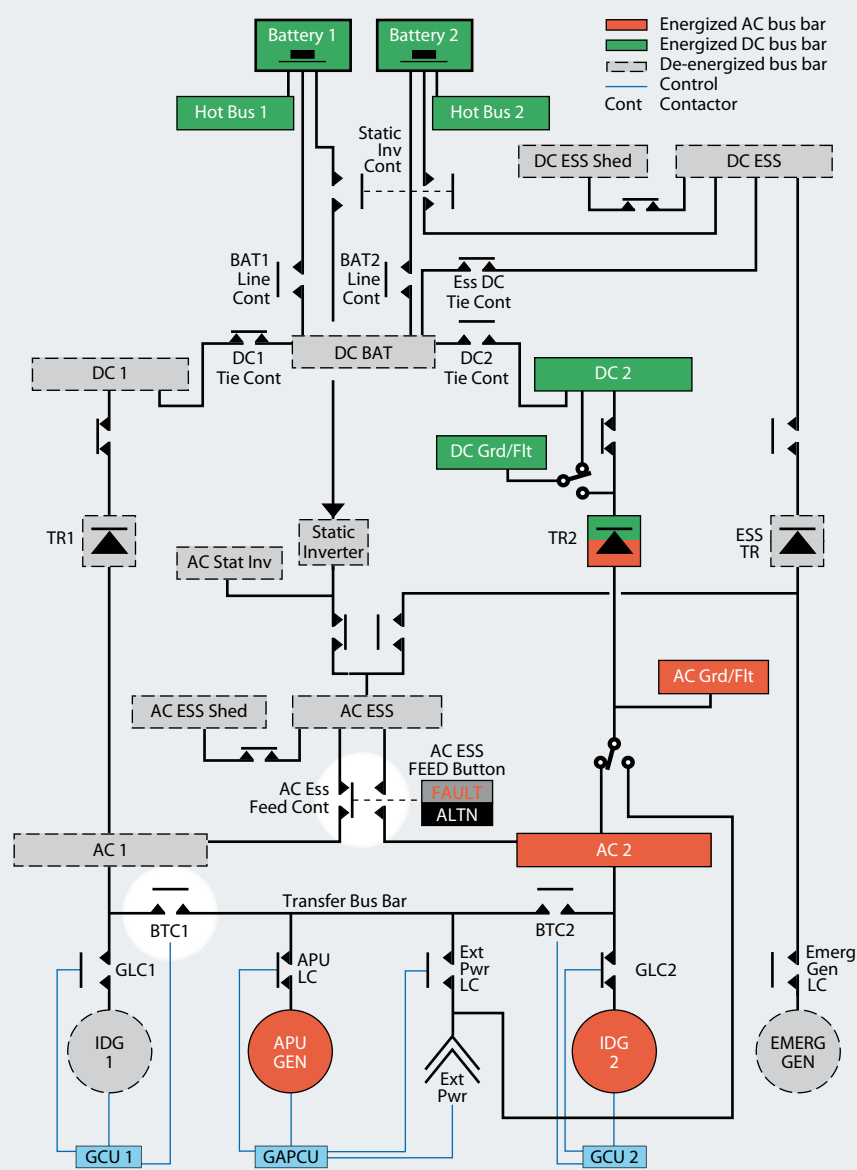 Battery 1
Battery 2
Energized AC bus bar
Energized DC bus bar
De-energized bus bar
Control
Cont Contactor
Hot Bus 1
Hot Bus 2
Static
Inv
Cont
DC ESS Shed
DC ESS
BAT1
Line
Cont
BAT2
Line
Cont
Ess DC
Tie Cont
DC 1
DC1
Tie Cont
DC BAT
DC2
Tie Cont
DC 2
DC Grd/Flt
TR1
Static
Inverter
AC Stat Inv
TR2
ESS
TR
AC Grd/Flt
AC ESS Shed
AC ESS
AC Ess
Feed Cont
AC ESS
FEED Button
FAULT
ALTN
AC 1
AC 2
Transfer Bus Bar
BTC1
BTC2
GLC1
APU
LC
Ext
Pwr
LC
GLC2
Emerg
Gen
LC
IDG
1
APU
GEN
Ext
Pwr
IDG
2
EMERG
GEN
GCU 1
GAPCU
GCU 2